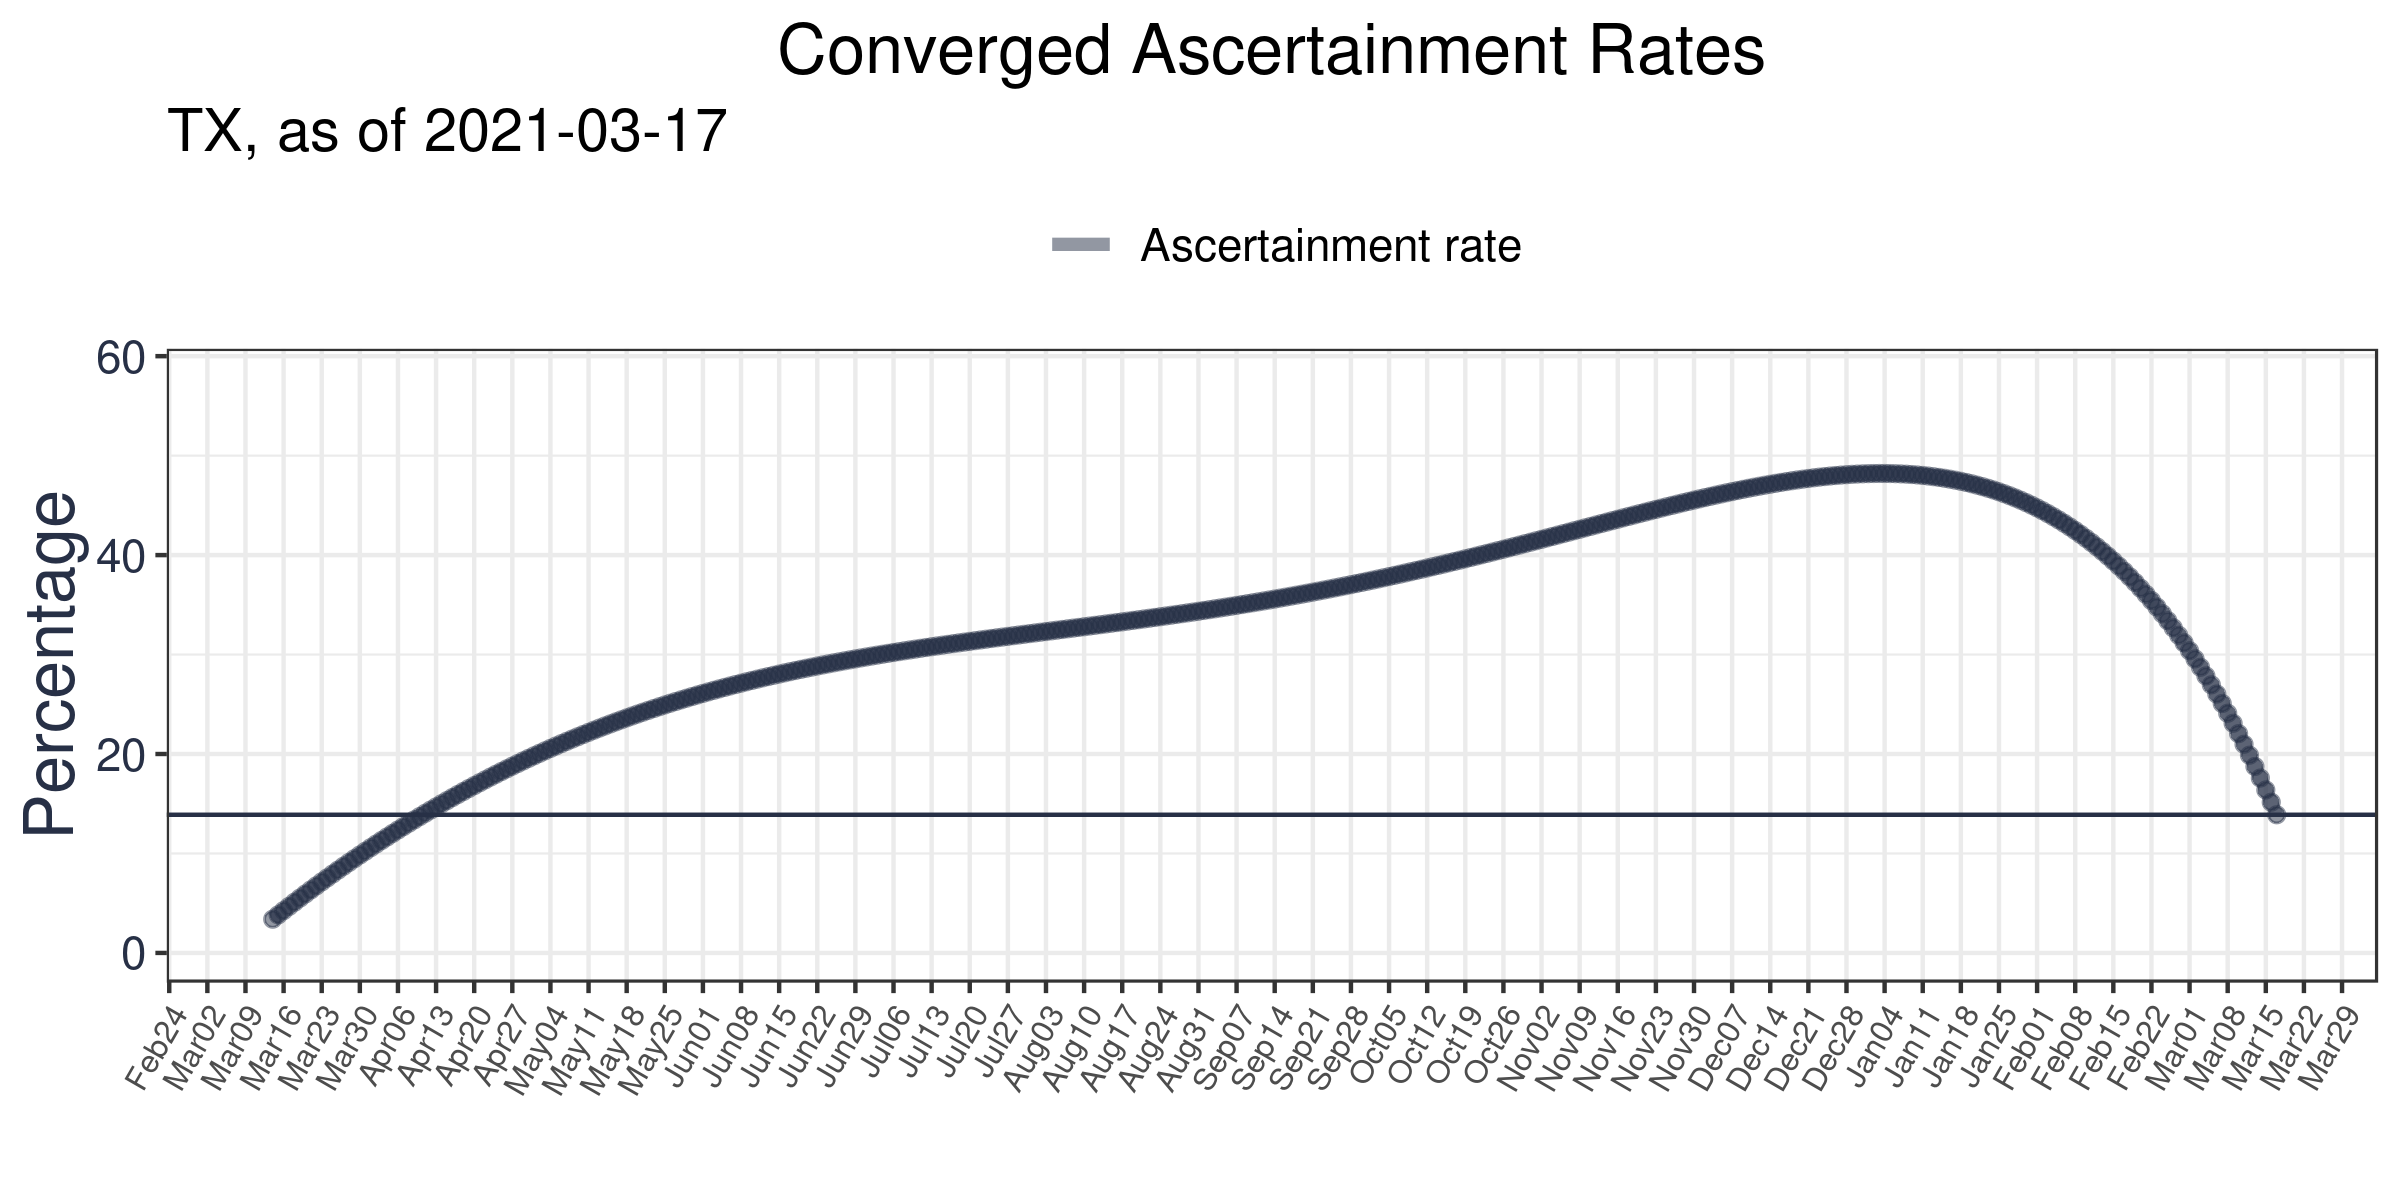 Converged Ascertainment Rates
TX, as of 2021-03-17
Ascertainment rate
Percentage
60
40
20
0
Feb24 Mar02 Mar09 Mar16 Mar23 Mar30 Apr06 Apr13 Apr20 Apr27 May04 May11 May18 May25 Jun01 Jun08 Jun15 Jun22 Jun29 Jul06 Jul13 Jul20 Jul27 Aug03 Aug10 Aug17 Aug24 Aug31 Sep07 Sep14 Sep21 Sep28 Oct05 Oct12 Oct19 Oct26 Nov02 Nov09 Nov16 Nov23 Nov30 Dec07 Dec14 Dec21 Dec28 Jan04 Jan11 Jan18 Jan25 Feb01 Feb08 Feb15 Feb22 Mar01 Mar08 Mar15 Mar22 Mar29